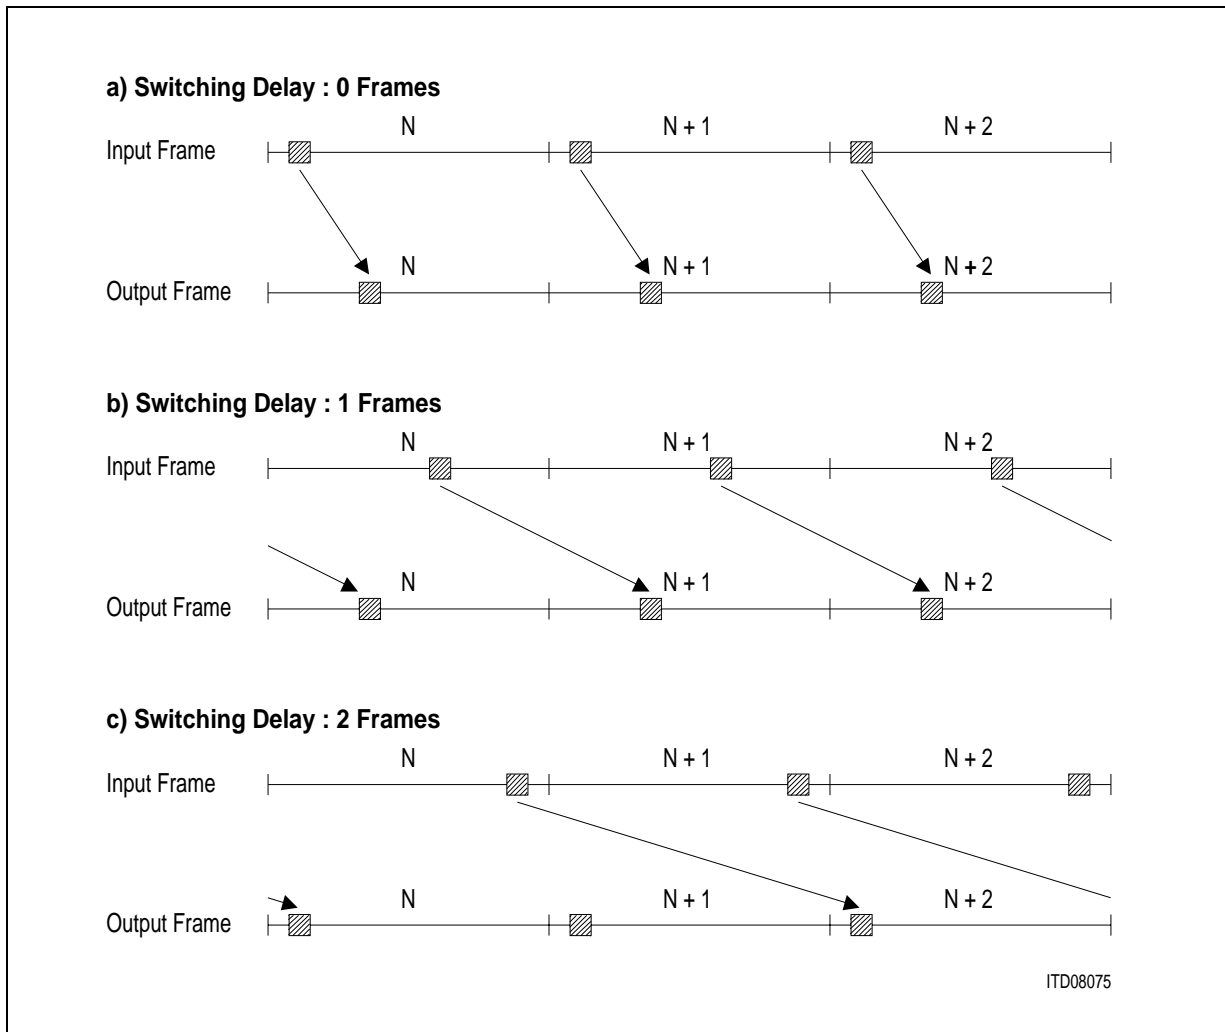 a) Switching Delay : 0 Frames
N N + 1 N + 2
Input Frame
N N + 1 N + 2
Output Frame
b) Switching Delay : 1 Frames
N N + 1 N + 2
Input Frame
N N + 1 N + 2
Output Frame
c) Switching Delay : 2 Frames
N N + 1 N + 2
Input Frame
N N + 1 N + 2
Output Frame
ITD08075